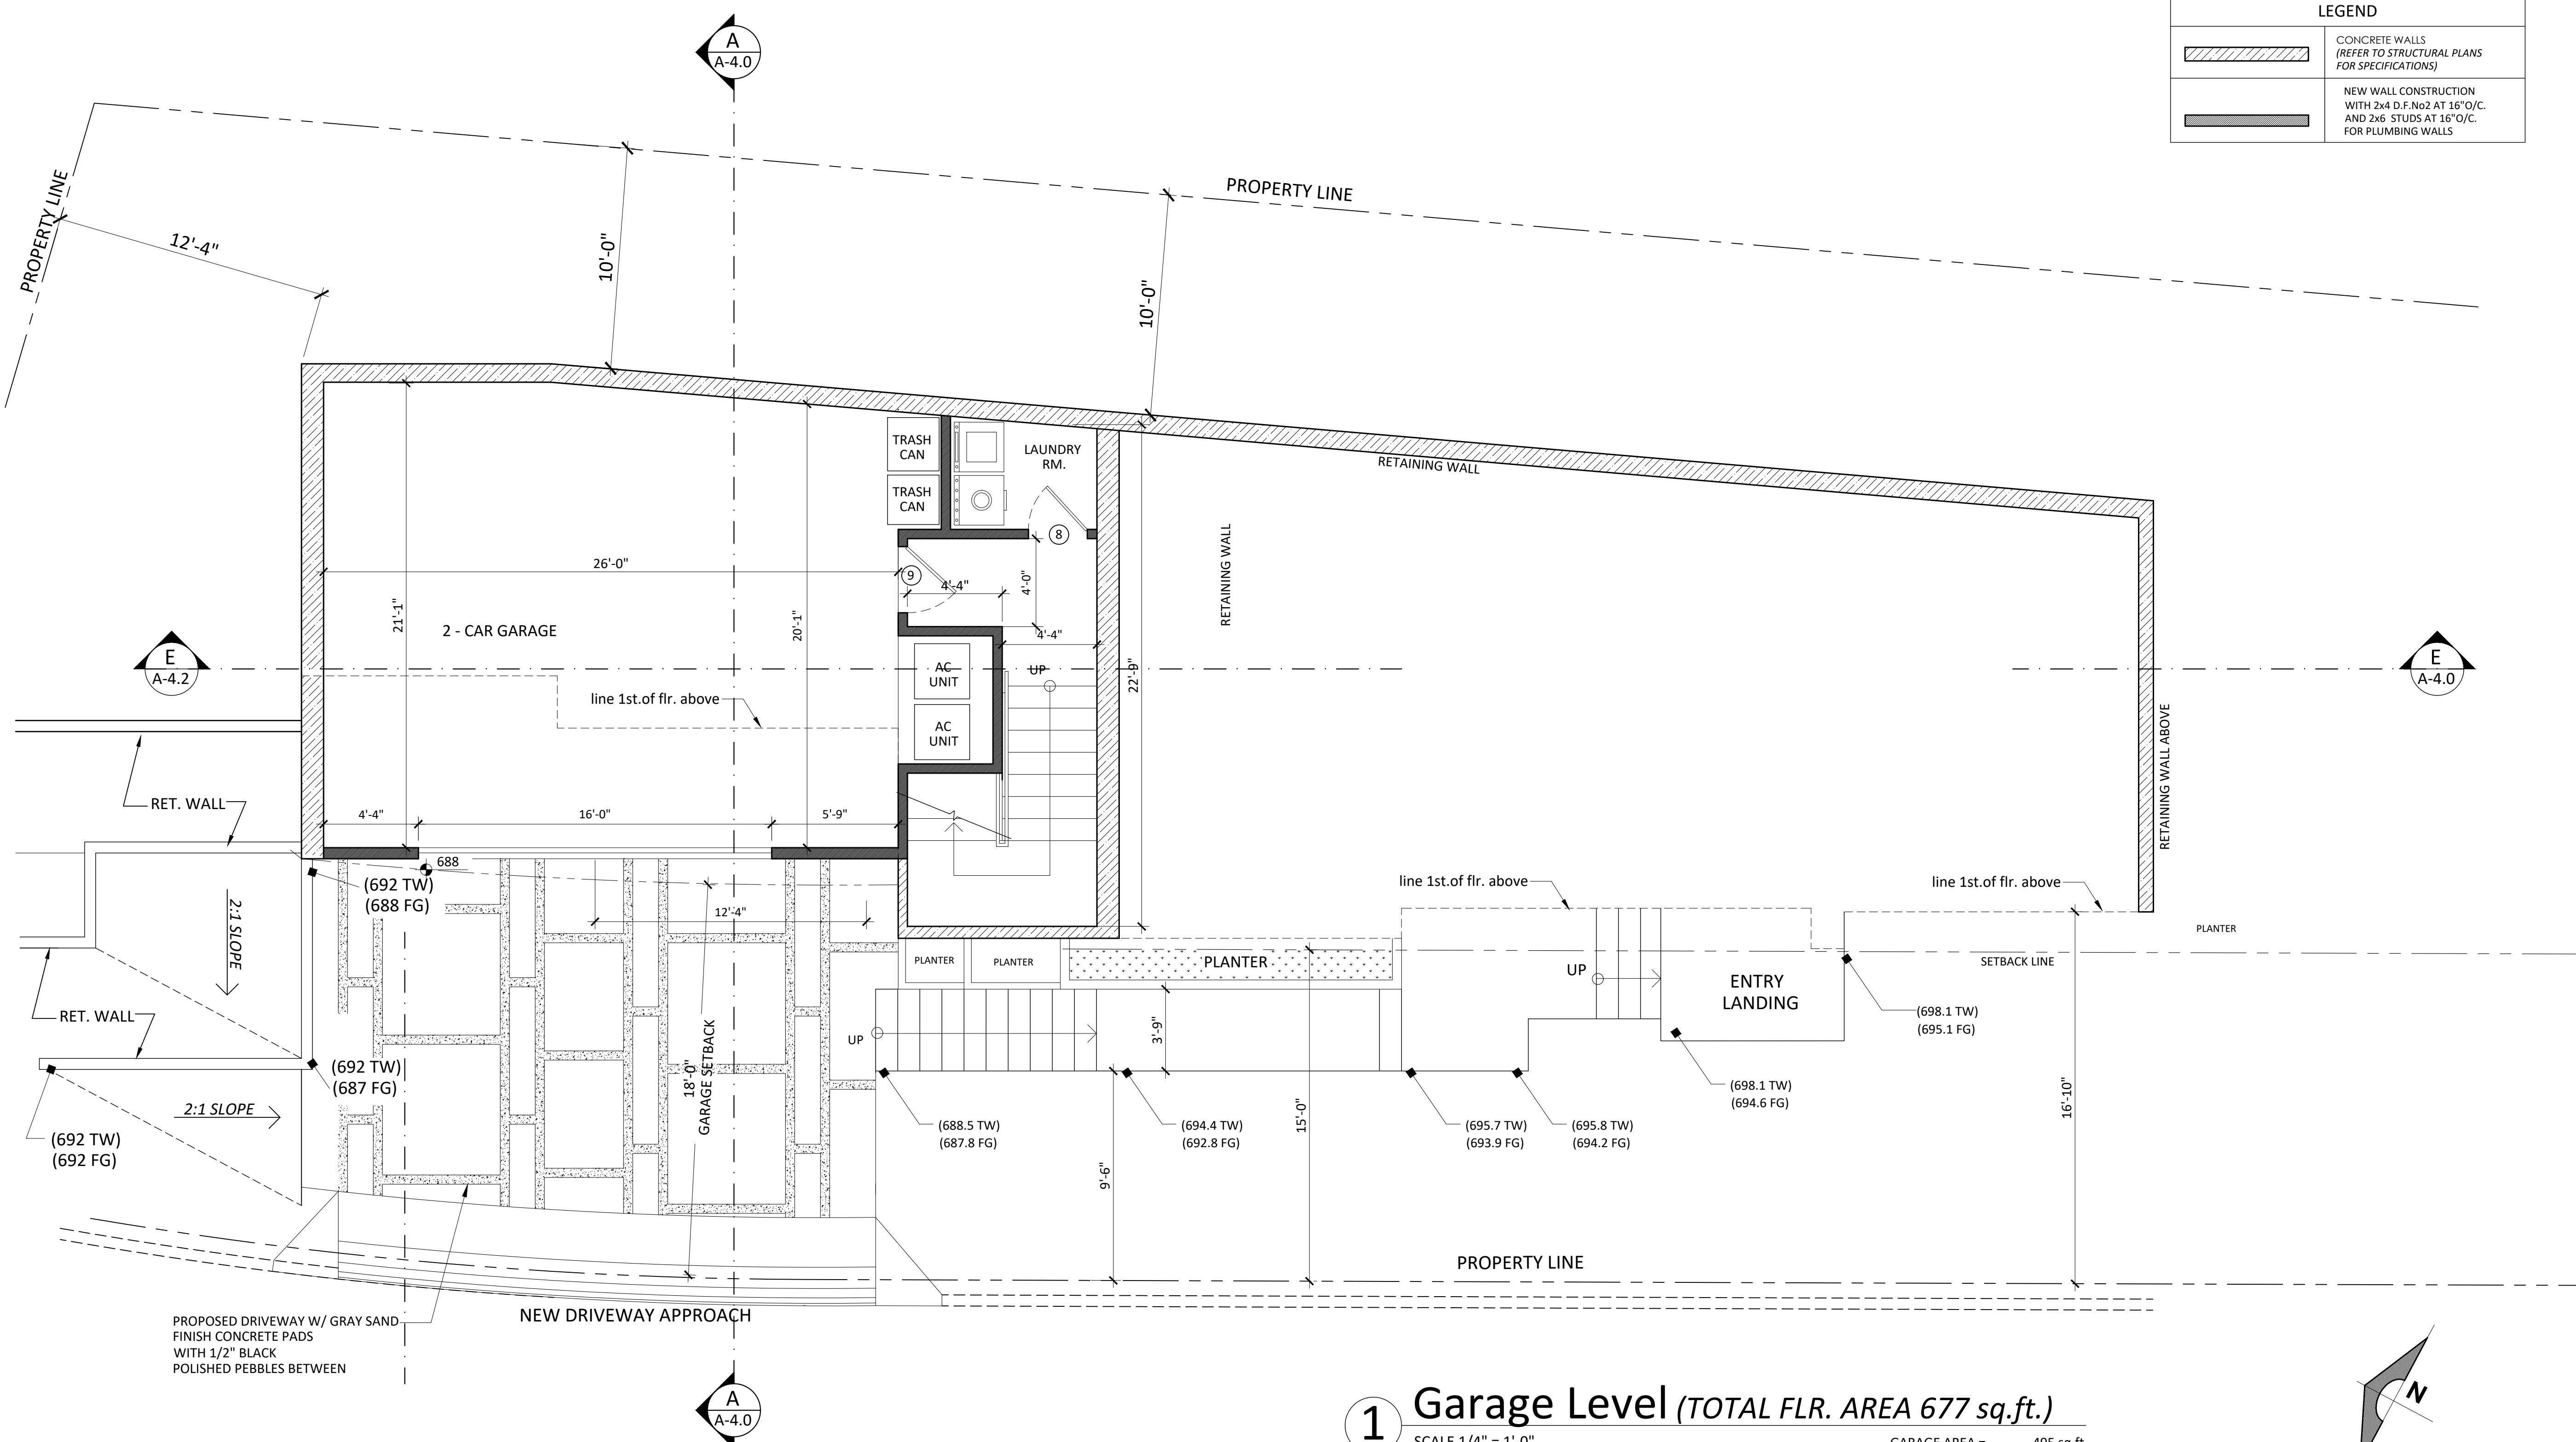 LEGEND
CONCRETE WALLS
(REFER TO STRUCTURAL PLANS
FOR SPECIFICATIONS)
NEW WALL CONSTRUCTION
WITH 2x4 D.F.No2 AT 16"O/C.
AND 2x6 STUDS AT 16"O/C.
FOR PLUMBING WALLS
A
A-4.0
PROPERTY LINE
PROPERTY LINE
12'-4"
10'-0"
10'-0"
TRASH
CAN
TRASH
CAN
LAUNDRY
RM.
RETAINING WALL
RETAINING WALL
8
9
26'-0"
4'-4"
4'-0"
21'-1"
20'-1"
2 - CAR GARAGE
4'-4"
22'-9"
E
A-4.2
E
A-4.0
AC
UNIT
AC
UNIT
UP
line 1st.of flr. above
RETAINING WALL ABOVE
RET. WALL
4'-4"
16'-0"
5'-9"
688
(692 TW)
(688 FG)
12'-4"
2:1 SLOPE
line 1st.of flr. above
line 1st.of flr. above
PLANTER
PLANTER
PLANTER
PLANTER
SETBACK LINE
UP
ENTRY
LANDING
(698.1 TW)
(695.1 FG)
RET. WALL
UP
3'-9"
18'-0"
GARAGE SETBACK
(692 TW)
(687 FG)
2:1 SLOPE
(692 TW)
(692 FG)
(688.5 TW)
(687.8 FG)
(694.4 TW)
(692.8 FG)
(695.7 TW)
(693.9 FG)
(695.8 TW)
(694.2 FG)
(698.1 TW)
(694.6 FG)
9'-6"
15'-0"
16'-10"
PROPERTY LINE
NEW DRIVEWAY APPROACH
PROPOSED DRIVEWAY W/ GRAY SAND
FINISH CONCRETE PADS
WITH 1/2" BLACK
POLISHED PEBBLES BETWEEN
A
A-4.0
1
Garage Level (TOTAL FLR. AREA 677 sq.ft.)
SCALE 1/4" = 1'-0"
GARAGE AREA = 495 sq.ft.
N